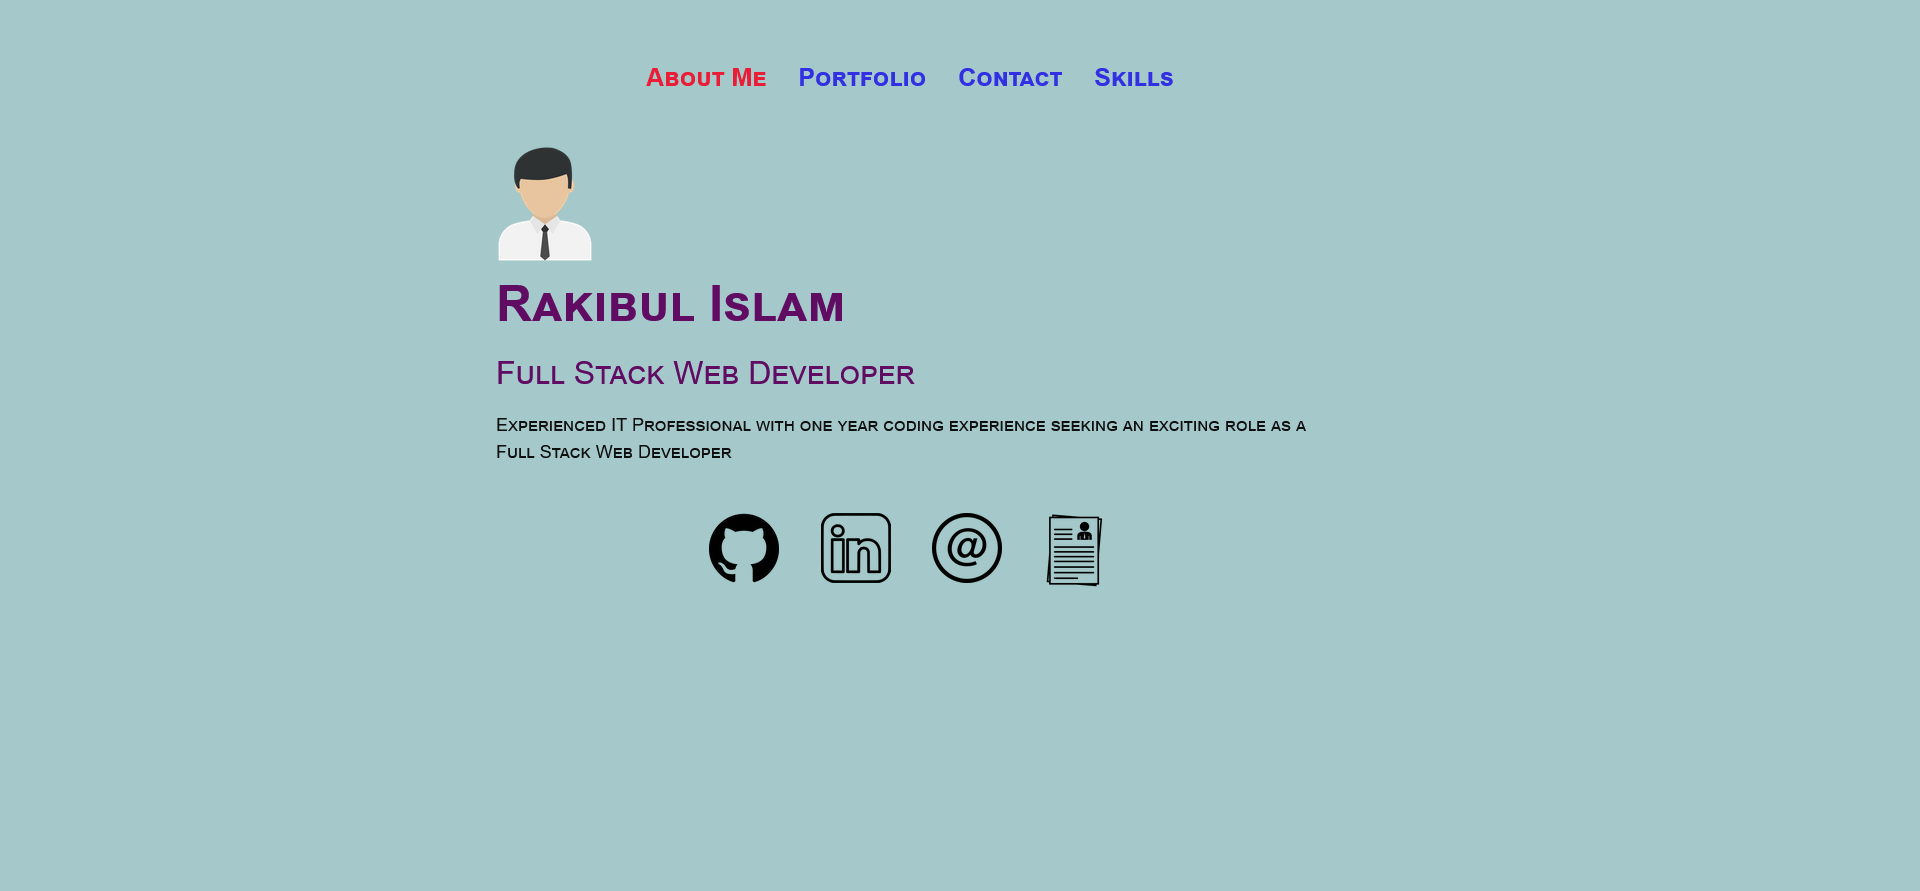 About Me Portfolio Contact Skills
Rakibul Islam
Full Stack Web Developer
Experienced IT Professional with one year coding experience seeking an exciting role as a
Full Stack Web Developer
in @